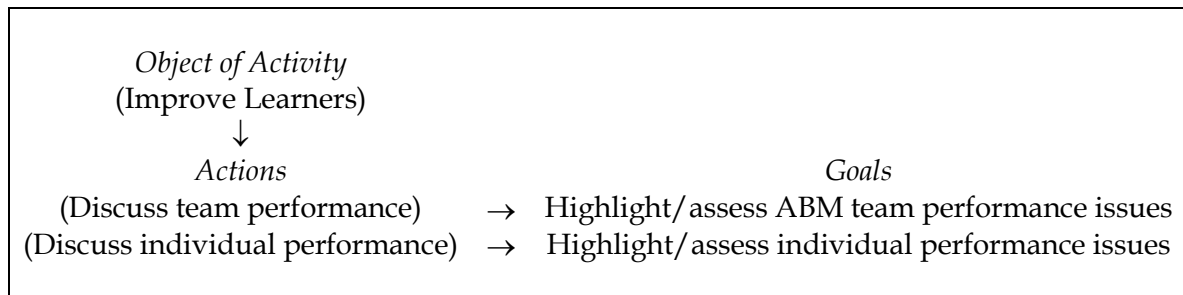 Object of Activity
(Improve Learners)
↓
Actions Goals
(Discuss team performance) → Highlight/assess ABM team performance issues
(Discuss individual performance) → Highlight/assess individual performance issues